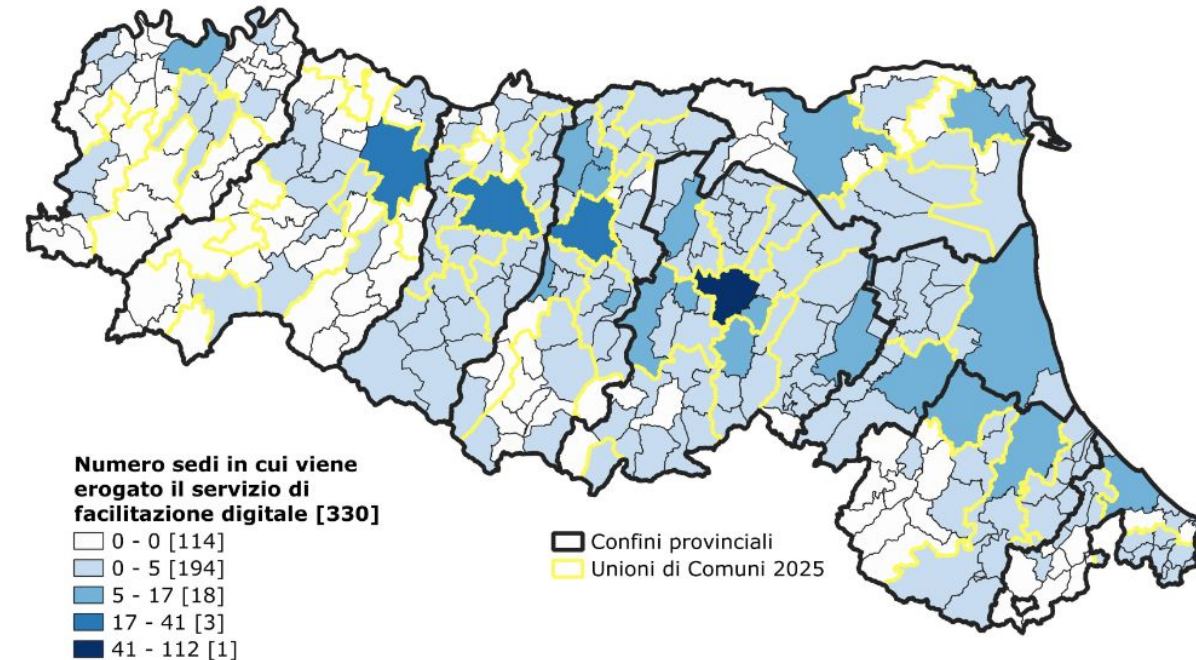 Numero sedi in cui viene
erogato il servizio di
facilitazione digitale [330]
0 - 0 [114]
0 - 5 [194]
5 - 17 [18]
17 - 41 [3]
41 - 112 [1]
Confini provinciali
Unioni di Comuni 2025